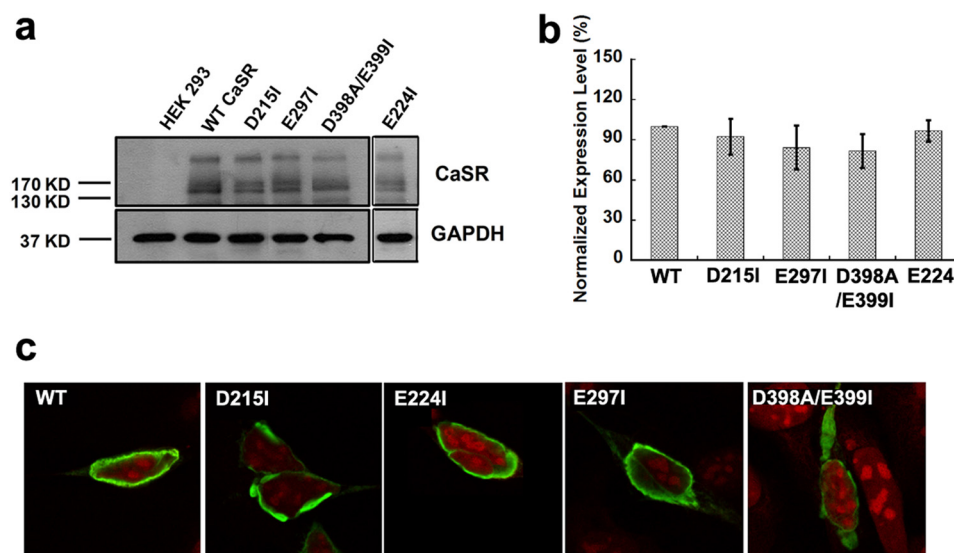 a
HEK 293
WT CaSR
D215I
E297I
D398A/E399I
E224I
170 KD
130 KD
37 KD
CaSR
GAPDH
b
Normalized Expression Level (%)
150
120
90
60
30
0
WT
D215I
E297I
D398A
/E399I
E224
c
WT
D215I
E224I
E297I
D398A/E399I